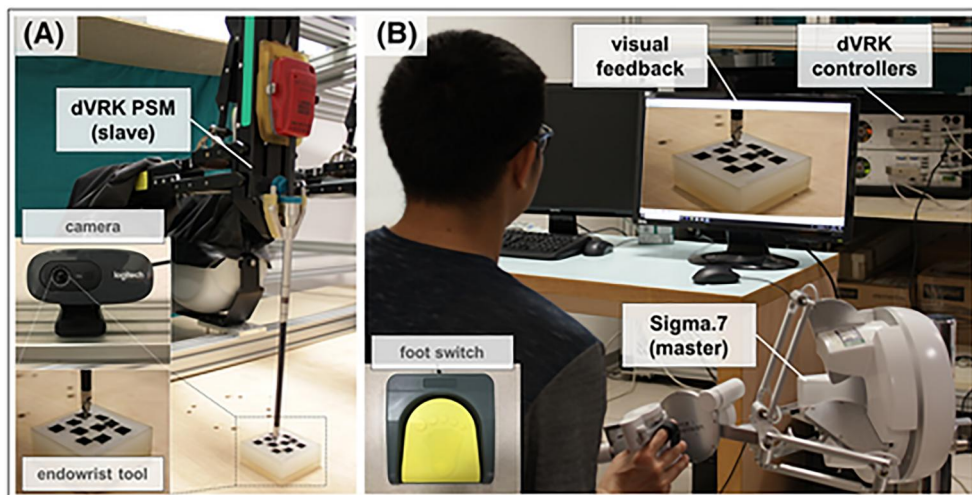 (A)
dVRK PSM
(slave)
camera
logitech
endowrist tool
(B)
visual
feedback
dVRK
controllers
Sigma.7
(master)
foot switch